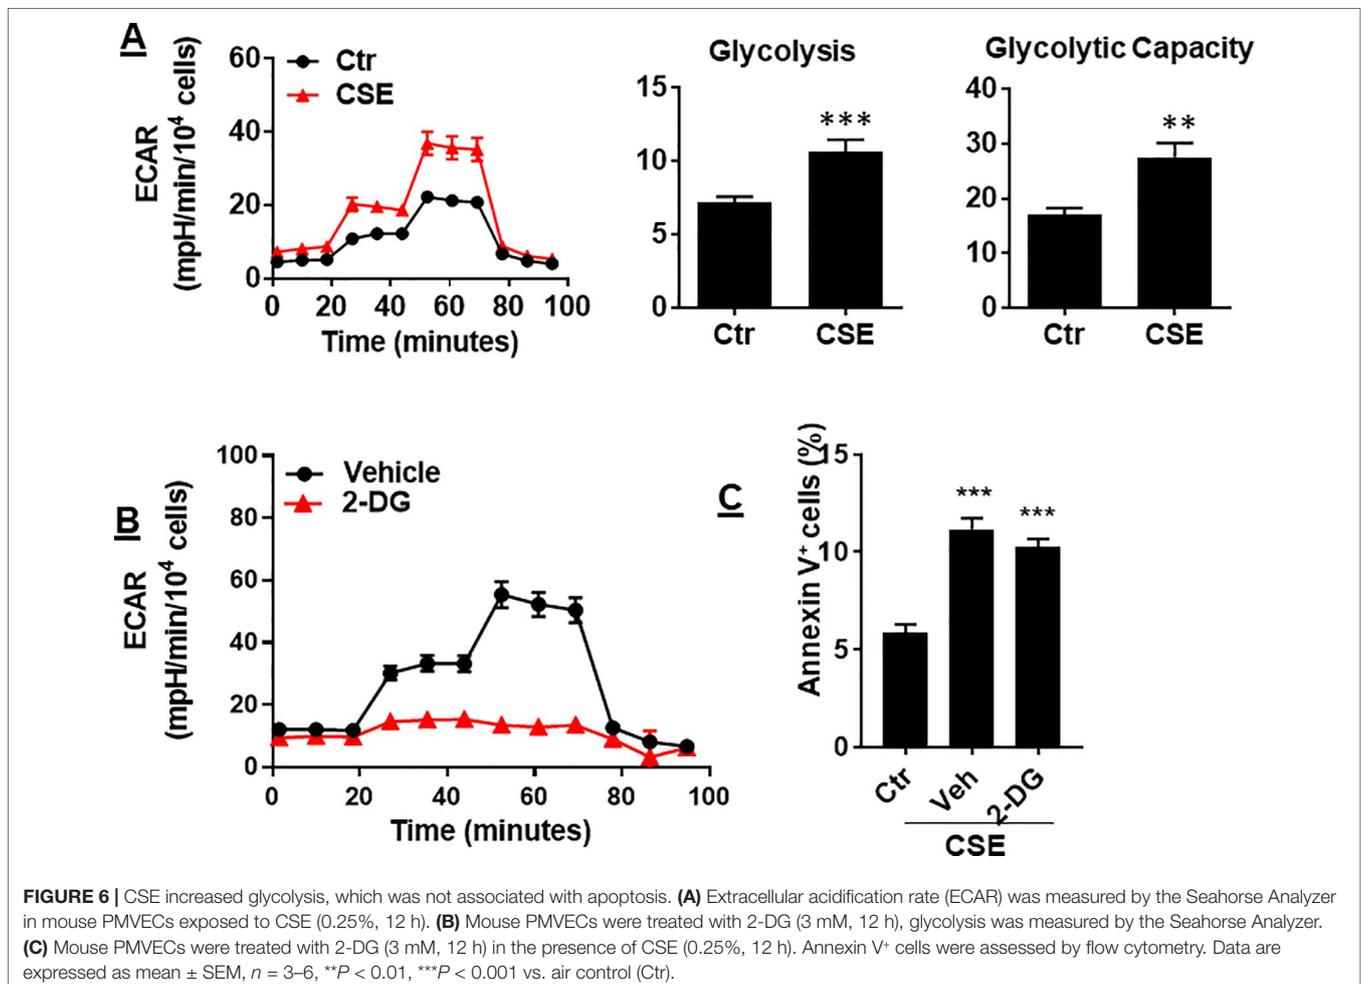 A
60
40
20
0
ECAR
(mpH/min/10⁴ cells)
Ctr
CSE
0 20 40 60 80 100
Time (minutes)
Glycolysis
15
10
5
0
***
Ctr CSE
Glycolytic Capacity
40
30
20
10
0
**
Ctr CSE
B
100
80
60
40
20
0
ECAR
(mpH/min/10⁴ cells)
Vehicle
2-DG
0 20 40 60 80 100
Time (minutes)
C
Annexin V⁺ cells (%)
15
10
5
0
***
***
Ctr Veh 2-DG
CSE
FIGURE 6 | CSE increased glycolysis, which was not associated with apoptosis. (A) Extracellular acidification rate (ECAR) was measured by the Seahorse Analyzer
in mouse PMVECs exposed to CSE (0.25%, 12 h). (B) Mouse PMVECs were treated with 2-DG (3 mM, 12 h), glycolysis was measured by the Seahorse Analyzer.
(C) Mouse PMVECs were treated with 2-DG (3 mM, 12 h) in the presence of CSE (0.25%, 12 h). Annexin V⁺ cells were assessed by flow cytometry. Data are
expressed as mean ± SEM, n = 3–6, **P < 0.01, ***P < 0.001 vs. air control (Ctr).